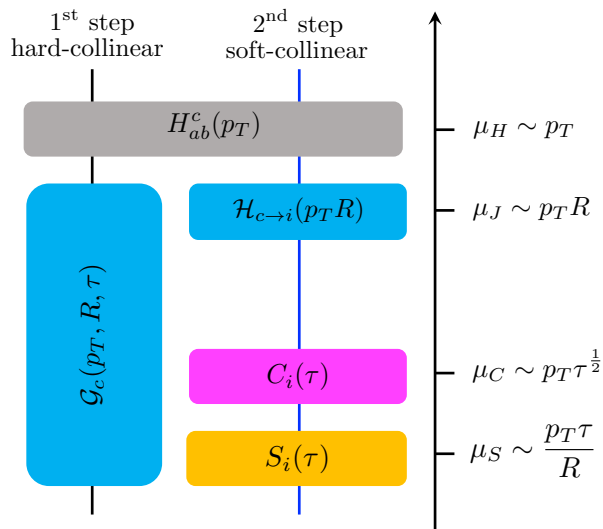 1st step
hard-collinear
2nd step
soft-collinear
H^c_{ab}(p_T)
μ_H ∼ p_T
ℋ_{c→i}(p_T R)
μ_J ∼ p_T R
𝒢_c(p_T, R, τ)
C_i(τ)
μ_C ∼ p_T τ^{1/2}
S_i(τ)
μ_S ∼ p_T τ / R